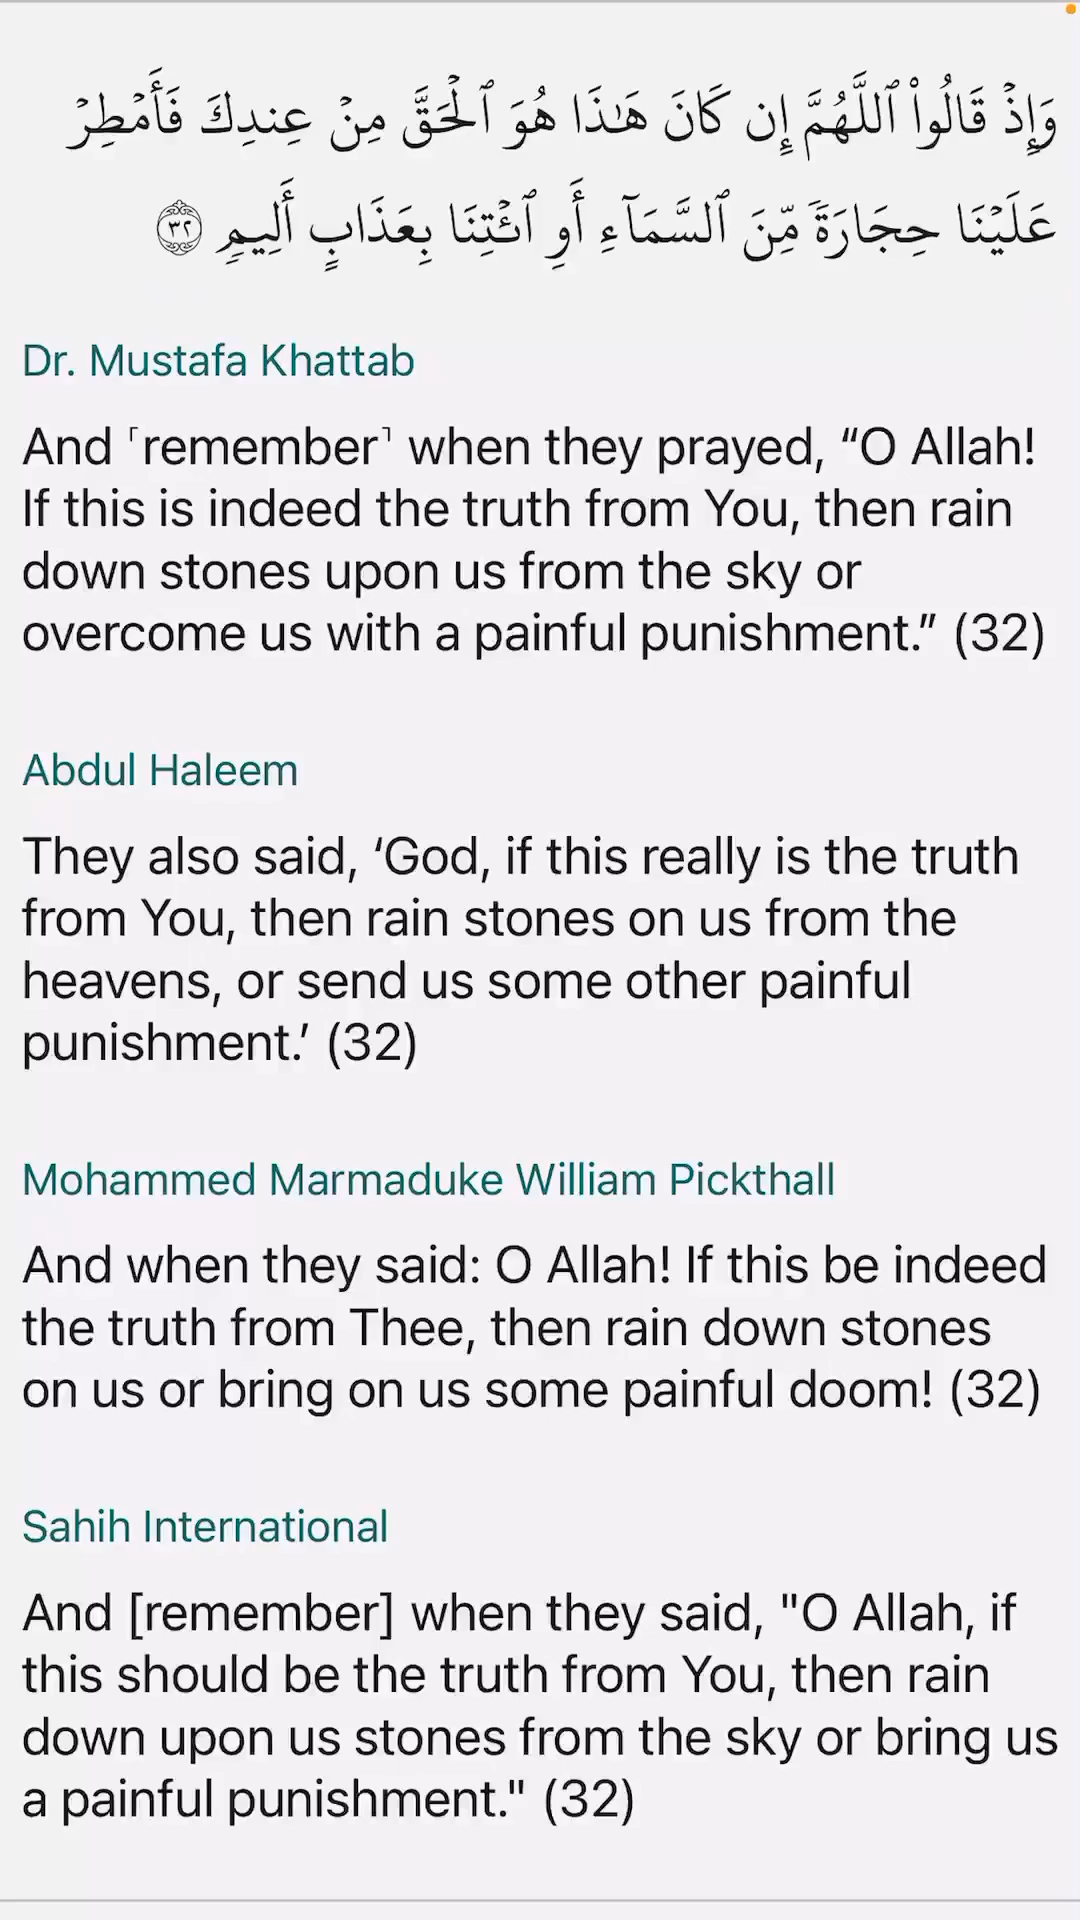 وَإِذْ قَالُوا۟ ٱللَّهُمَّ إِن كَانَ هَـٰذَا هُوَ ٱلْحَقَّ مِنْ عِندِكَ فَأَمْطِرْ
عَلَيْنَا حِجَارَةً مِّنَ ٱلسَّمَآءِ أَوِ ٱئْتِنَا بِعَذَابٍ أَلِيمٍ ٣٢
Dr. Mustafa Khattab
And ˹remember˺ when they prayed, “O Allah!
If this is indeed the truth from You, then rain
down stones upon us from the sky or
overcome us with a painful punishment.” (32)
Abdul Haleem
They also said, ‘God, if this really is the truth
from You, then rain stones on us from the
heavens, or send us some other painful
punishment.’ (32)
Mohammed Marmaduke William Pickthall
And when they said: O Allah! If this be indeed
the truth from Thee, then rain down stones
on us or bring on us some painful doom! (32)
Sahih International
And [remember] when they said, "O Allah, if
this should be the truth from You, then rain
down upon us stones from the sky or bring us
a painful punishment." (32)